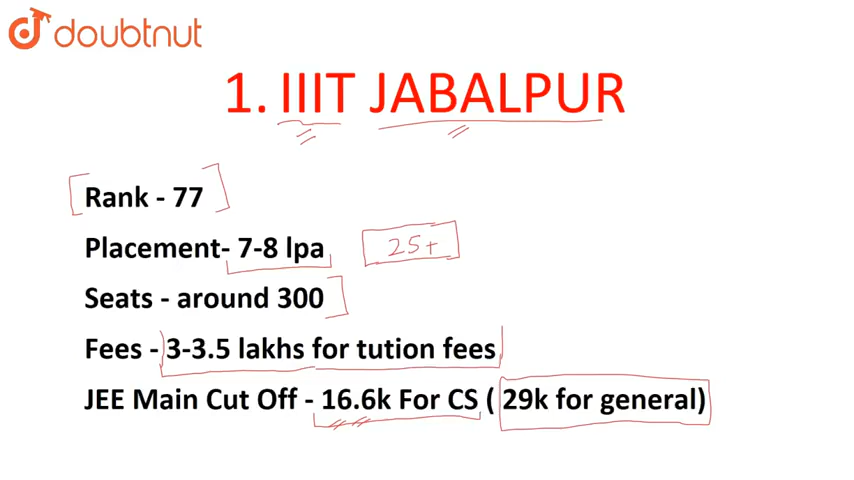 doubtnut
1. IIIT JABALPUR
Rank - 77
Placement- 7-8 lpa 25+
Seats - around 300
Fees - 3-3.5 lakhs for tution fees
JEE Main Cut Off - 16.6k For CS ( 29k for general)